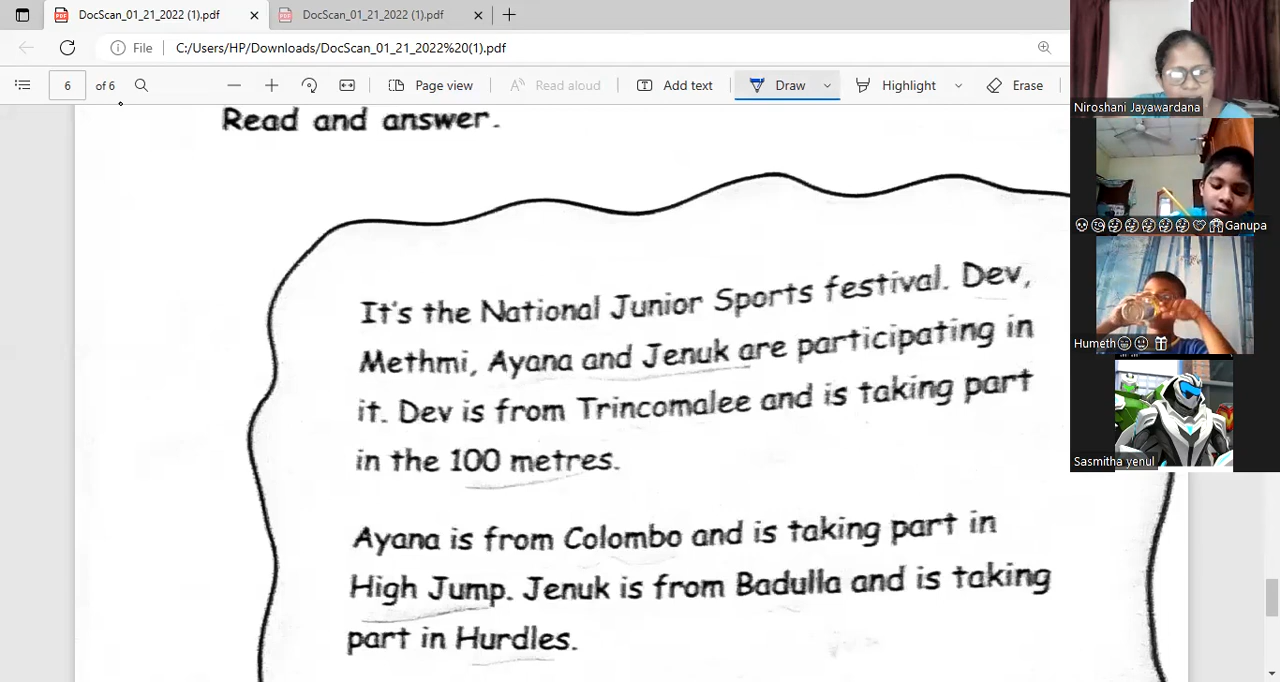 DocScan_01_21_2022 (1).pdf
DocScan_01_21_2022 (1).pdf
File
C:/Users/HP/Downloads/DocScan_01_21_2022%20(1).pdf
6 of 6
Page view
Read aloud
Add text
Draw
Highlight
Erase
Read and answer.
It's the National Junior Sports festival. Dev,
Methmi, Ayana and Jenuk are participating in
it. Dev is from Trincomalee and is taking part
in the 100 metres.
Ayana is from Colombo and is taking part in
High Jump. Jenuk is from Badulla and is taking
part in Hurdles.
Niroshani Jayawardana
Ganupa
Humeth
Sasmitha yenul